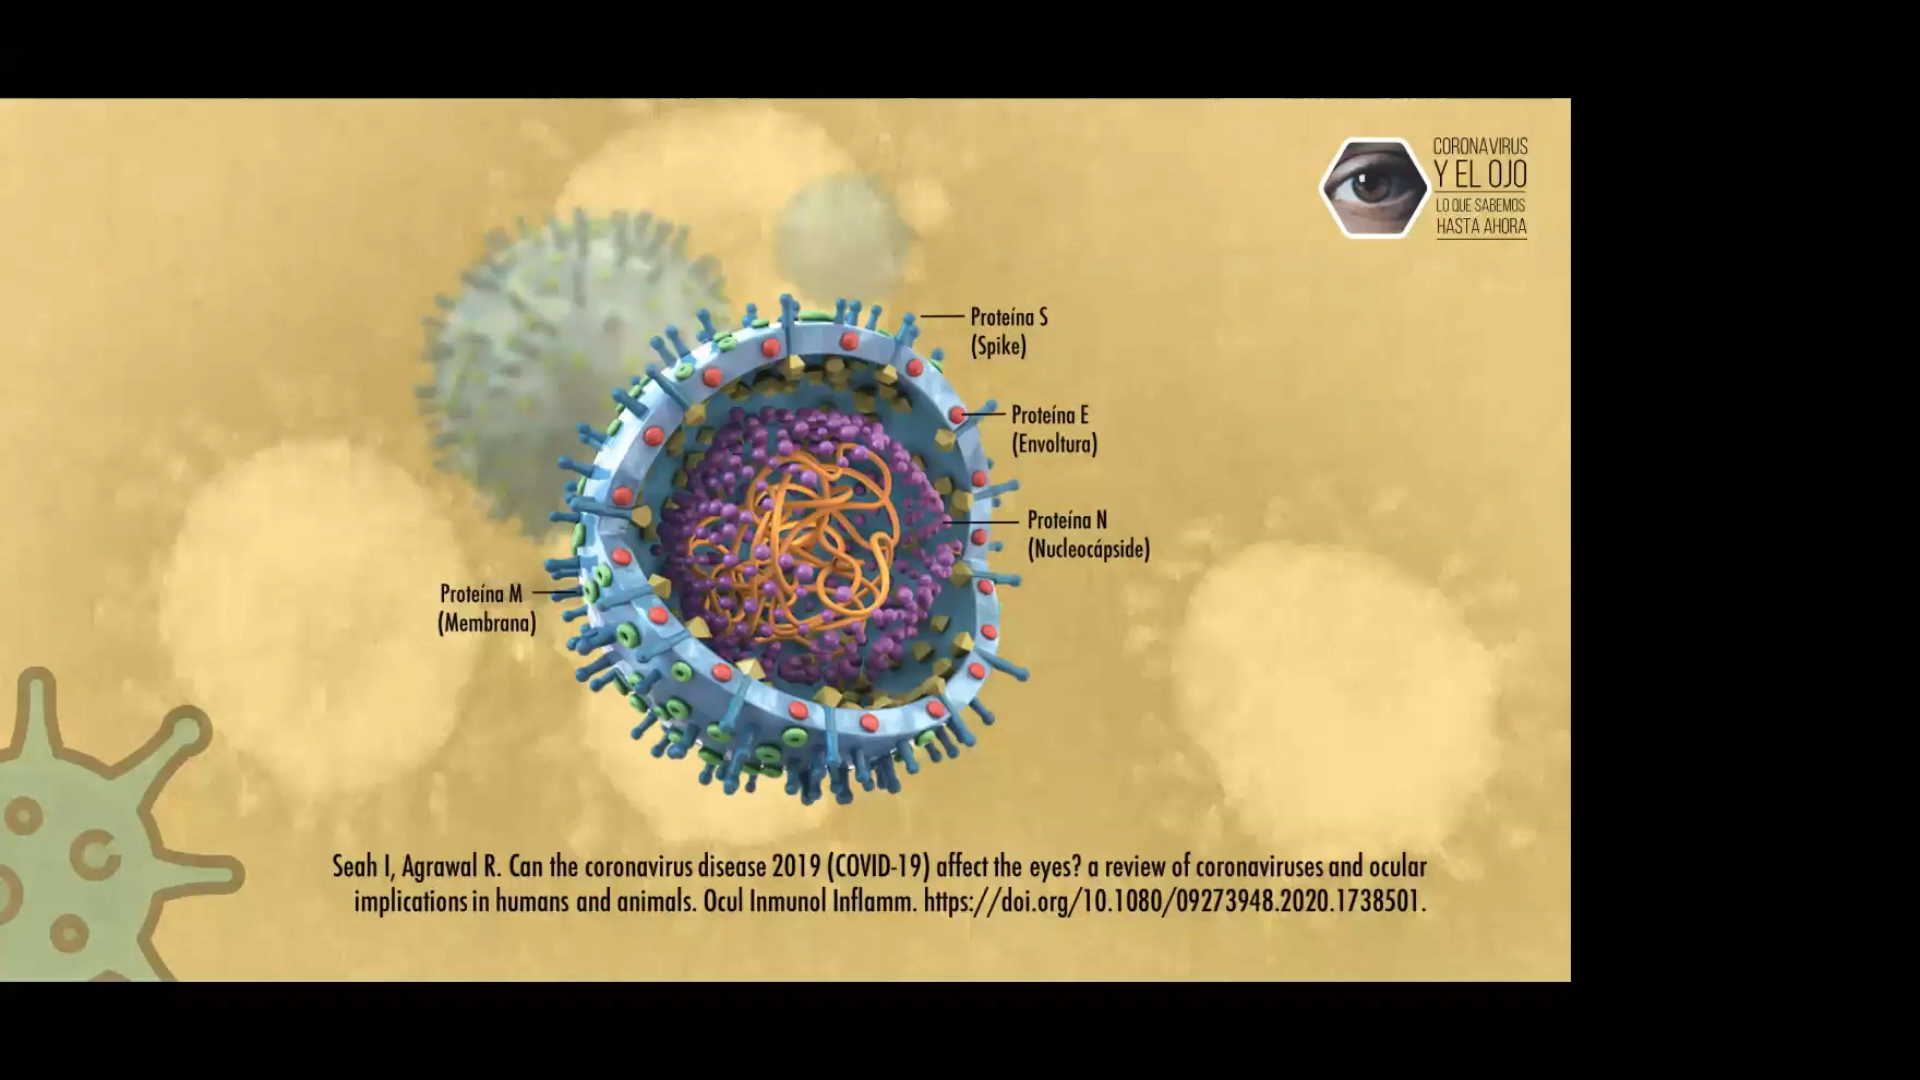 CORONAVIRUS
Y EL OJO
LO QUE SABEMOS
HASTA AHORA
Proteína S
(Spike)
Proteína E
(Envoltura)
Proteína N
(Nucleocápside)
Proteína M
(Membrana)
Seah I, Agrawal R. Can the coronavirus disease 2019 (COVID-19) affect the eyes? a review of coronaviruses and ocular
implications in humans and animals. Ocul Inmunol Inflamm. https://doi.org/10.1080/09273948.2020.1738501.